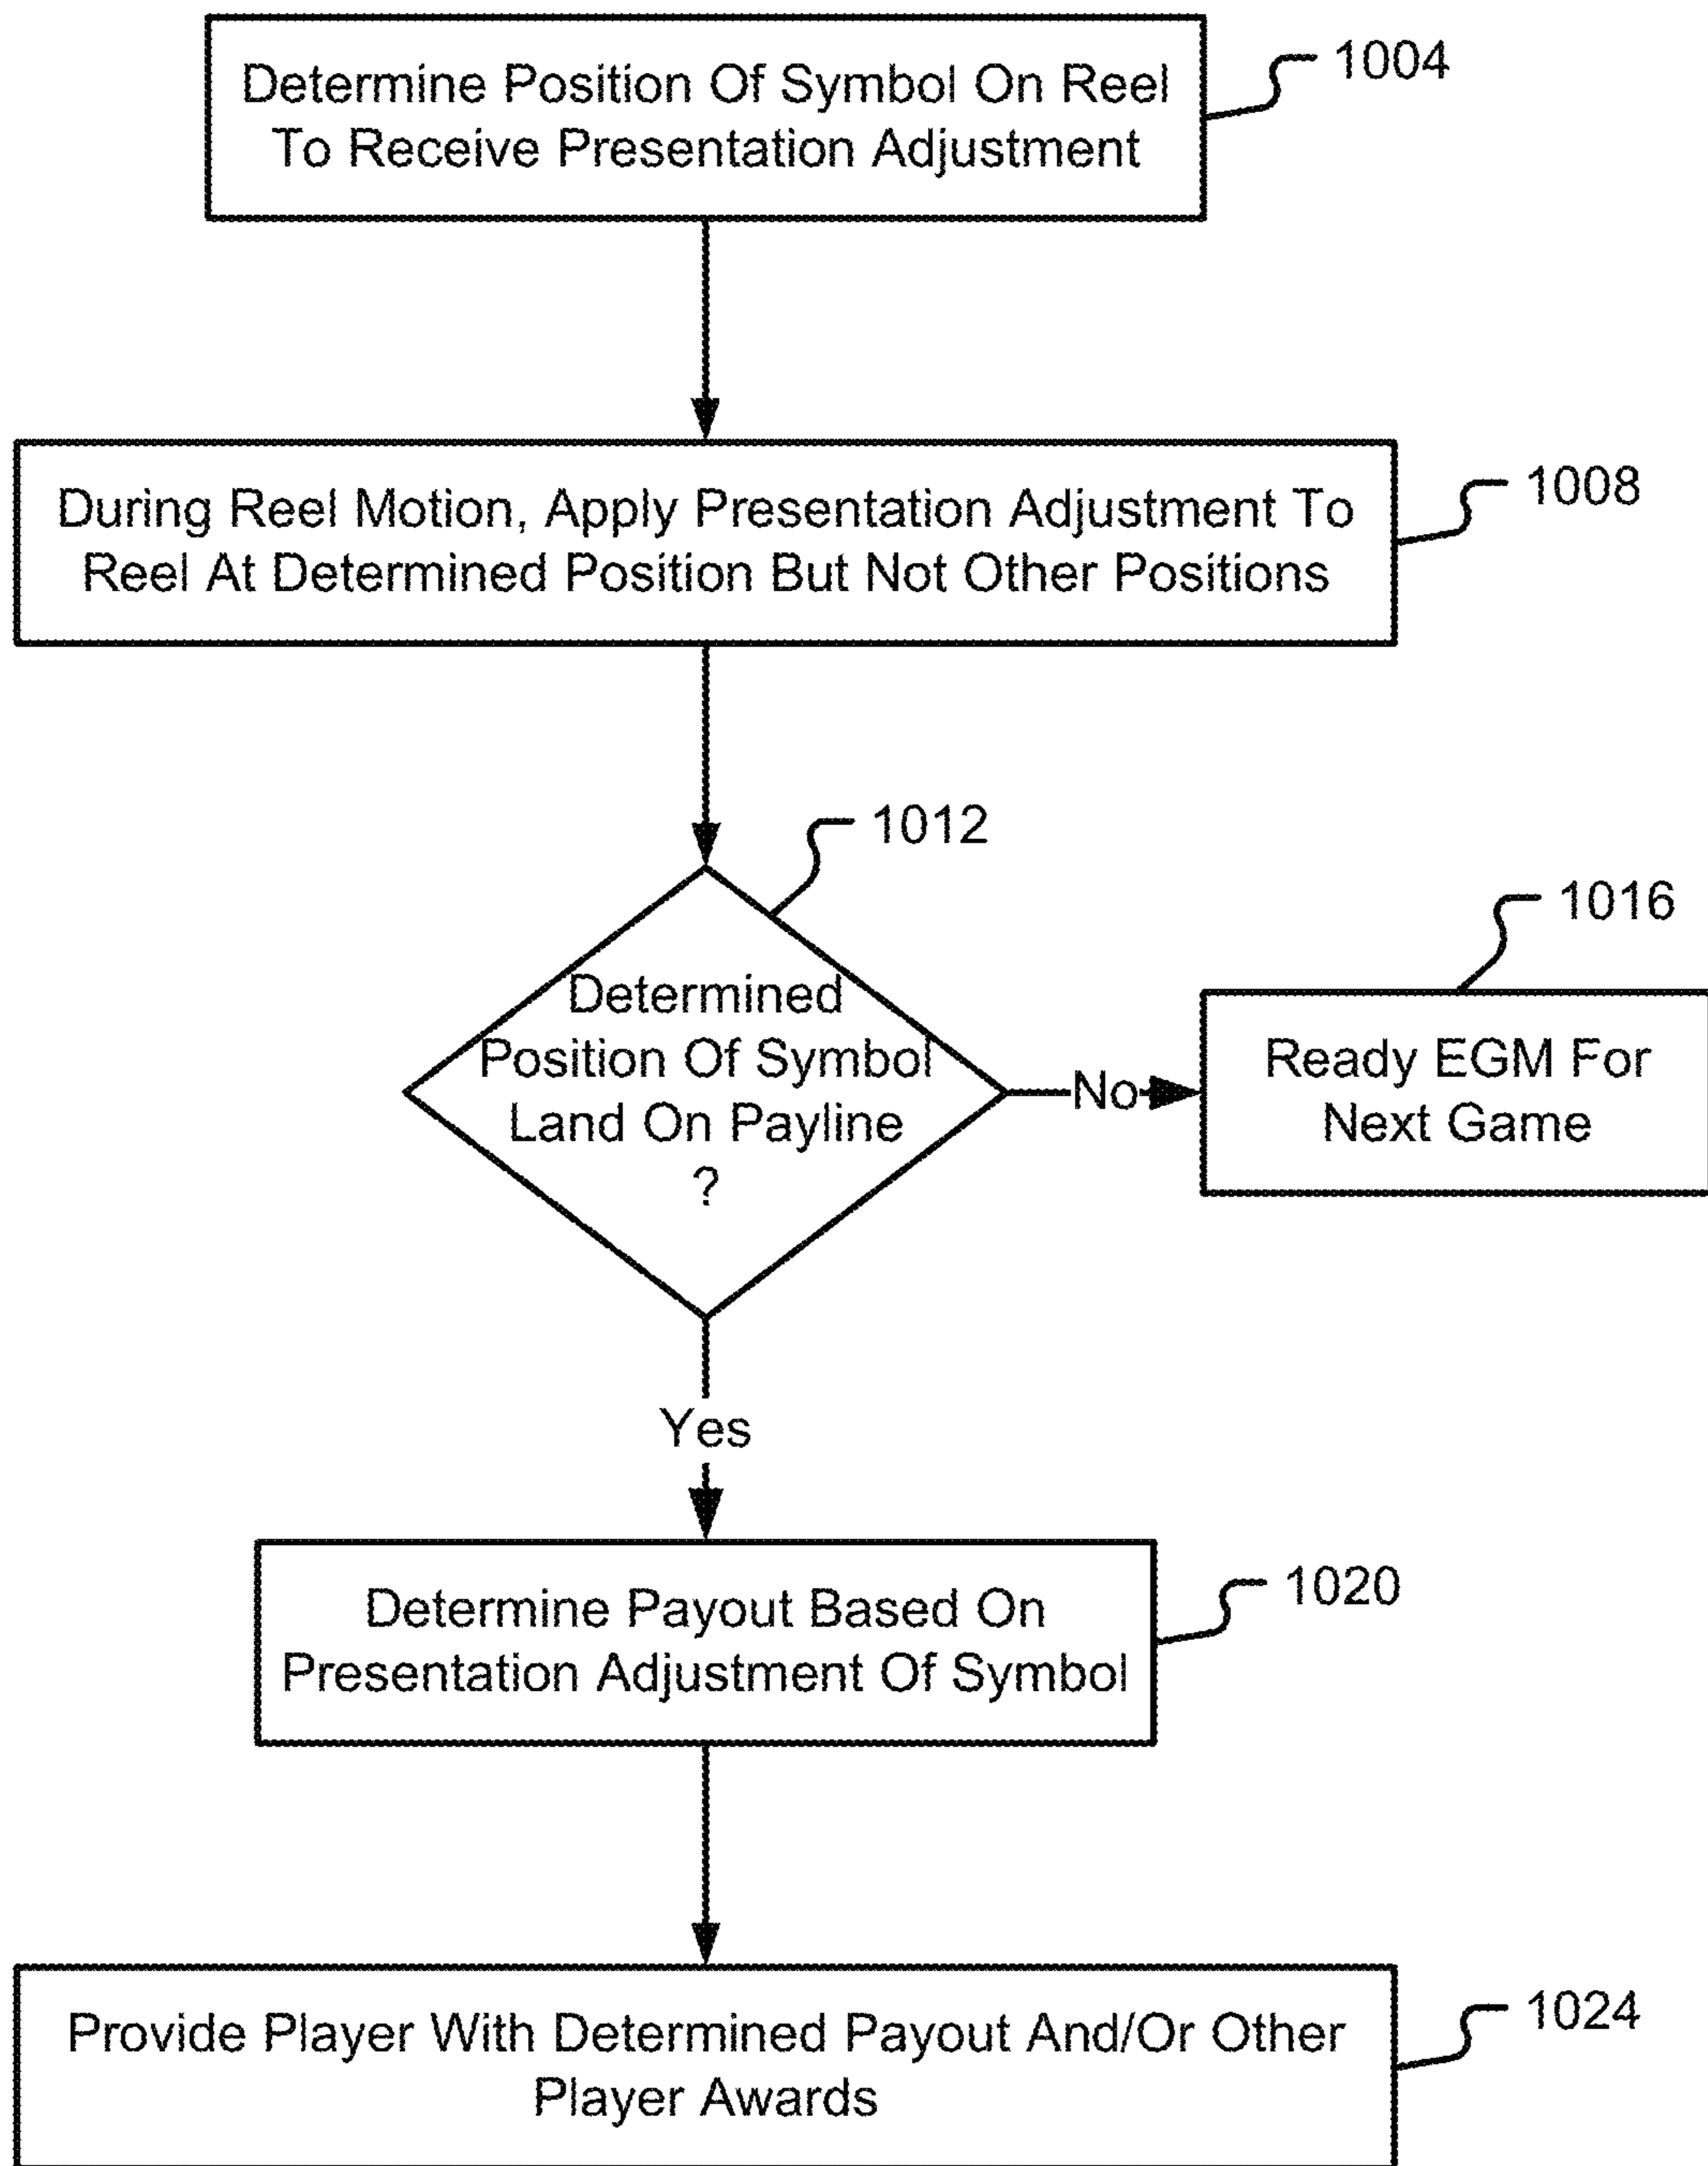 Determine Position Of Symbol On Reel
To Receive Presentation Adjustment
1004
During Reel Motion, Apply Presentation Adjustment To
Reel At Determined Position But Not Other Positions
1008
1012
Determined
Position Of Symbol
Land On Payline
?
No
1016
Ready EGM For
Next Game
Yes
Determine Payout Based On
Presentation Adjustment Of Symbol
1020
Provide Player With Determined Payout And/Or Other
Player Awards
1024